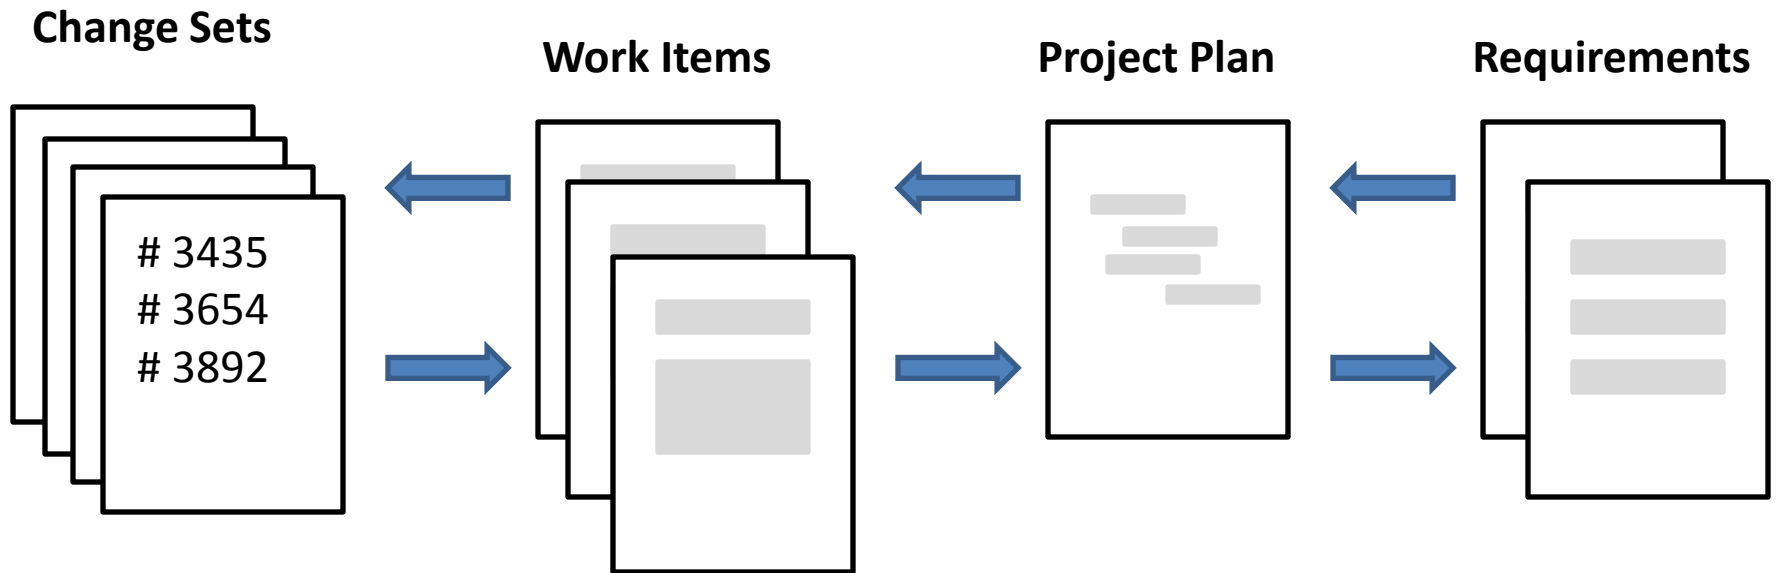 Change Sets
Work Items
Project Plan
Requirements
# 3435
# 3654
# 3892